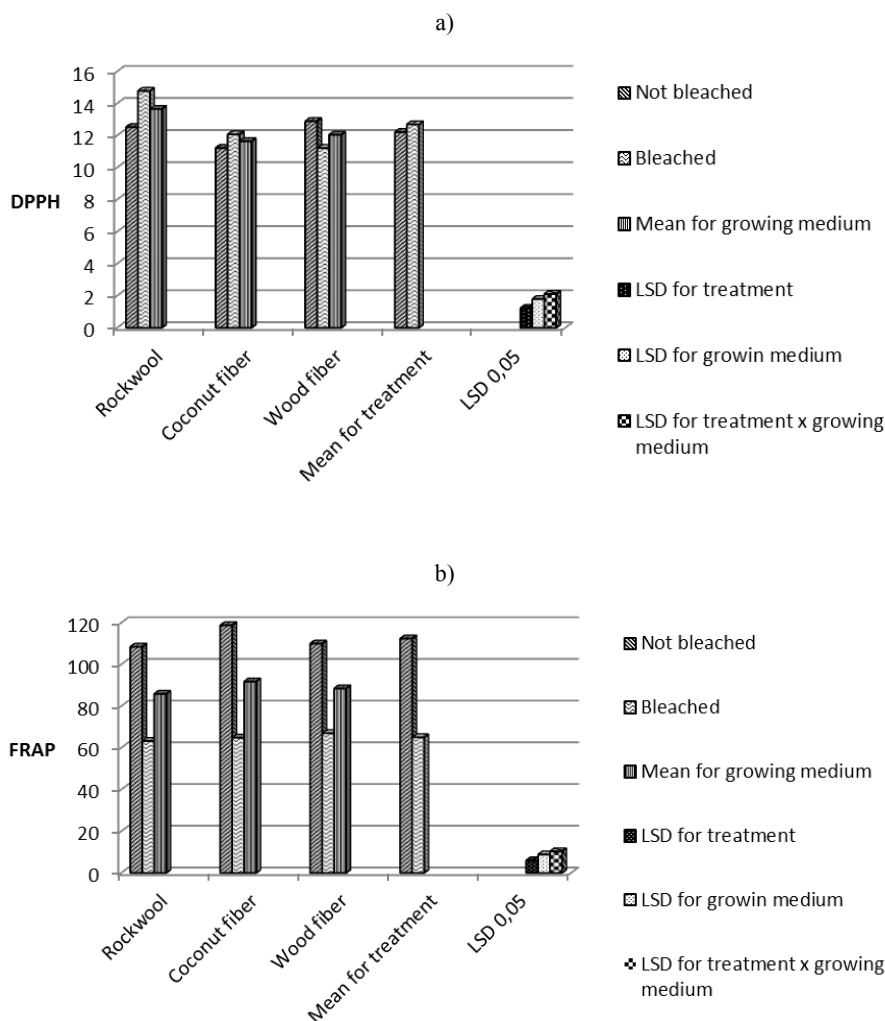 a)
16
14
12
10
8
6
4
2
0
DPPH
Rockwool
Coconut fiber
Wood fiber
Mean for treatment
LSD 0,05
Not bleached
Bleached
Mean for growing medium
LSD for treatment
LSD for growin medium
LSD for treatment x growing
medium
b)
120
100
80
60
40
20
0
FRAP
Rockwool
Coconut fiber
Wood fiber
Mean for treatment
LSD 0,05
Not bleached
Bleached
Mean for growing medium
LSD for treatment
LSD for growin medium
LSD for treatment x growing
medium